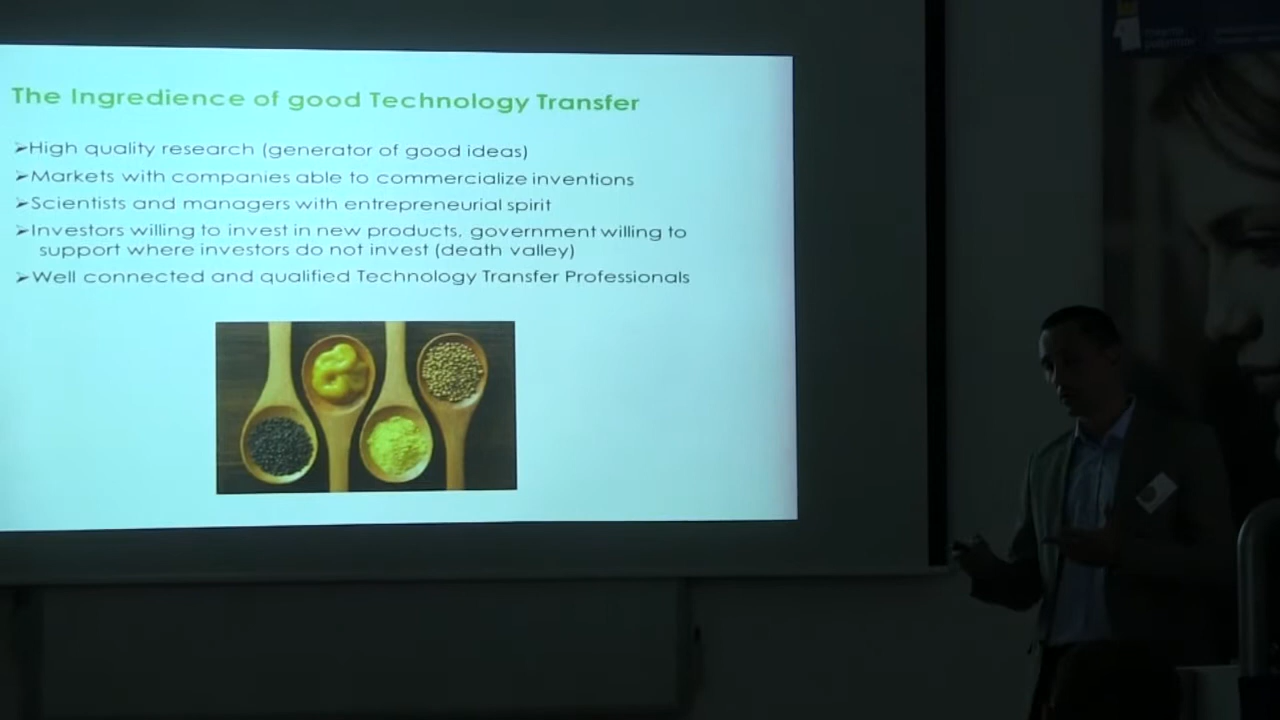 The Ingredience of good Technology Transfer
➢High quality research (generator of good ideas)
➢Markets with companies able to commercialize inventions
➢Scientists and managers with entrepreneurial spirit
➢Investors willing to invest in new products, government willing to
support where investors do not invest (death valley)
➢Well connected and qualified Technology Transfer Professionals